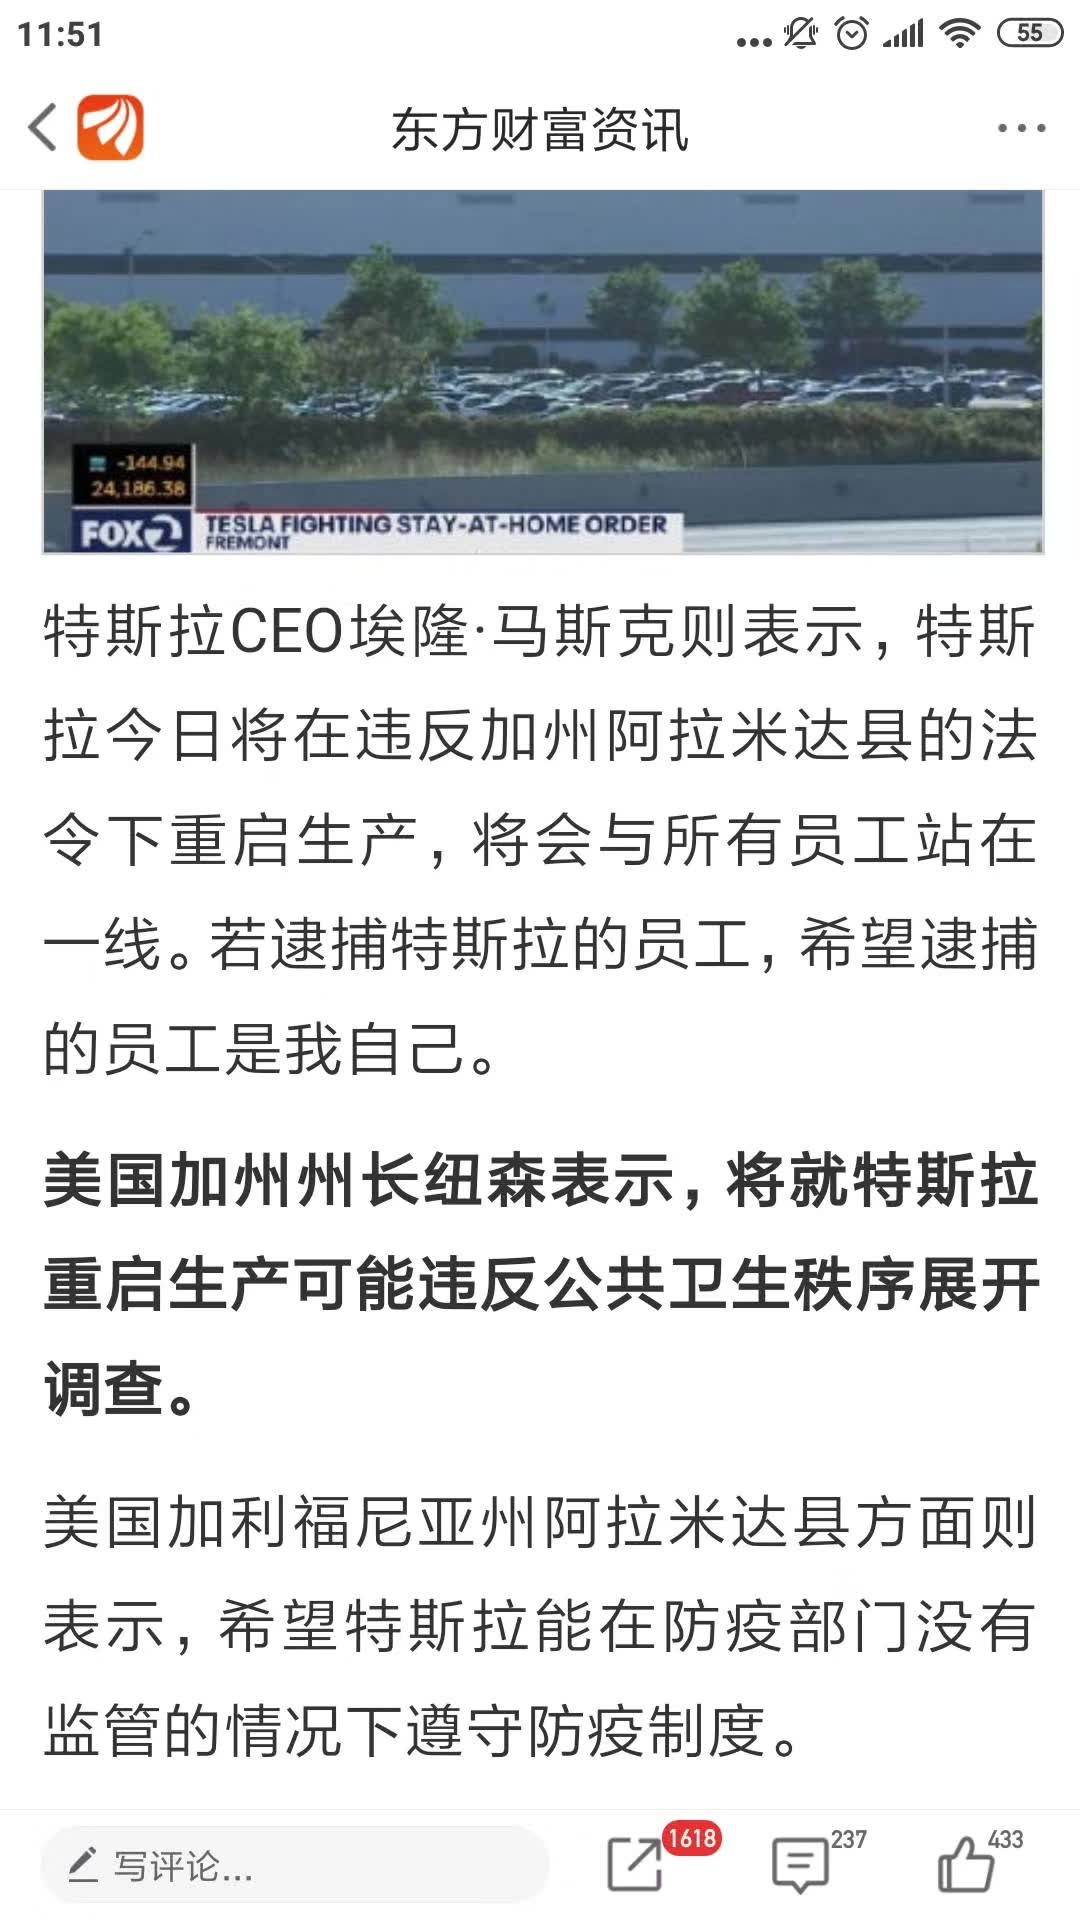 11:51
55
东方财富资讯
-144.94
24,186.38
FOX 2
TESLA FIGHTING STAY-AT-HOME ORDER
FREMONT
特斯拉CEO埃隆·马斯克则表示，特斯
拉今日将在违反加州阿拉米达县的法
令下重启生产，将会与所有员工站在
一线。若逮捕特斯拉的员工，希望逮捕
的员工是我自己。
美国加州州长纽森表示，将就特斯拉
重启生产可能违反公共卫生秩序展开
调查。
美国加利福尼亚州阿拉米达县方面则
表示，希望特斯拉能在防疫部门没有
监管的情况下遵守防疫制度。
写评论...
1618
237
433